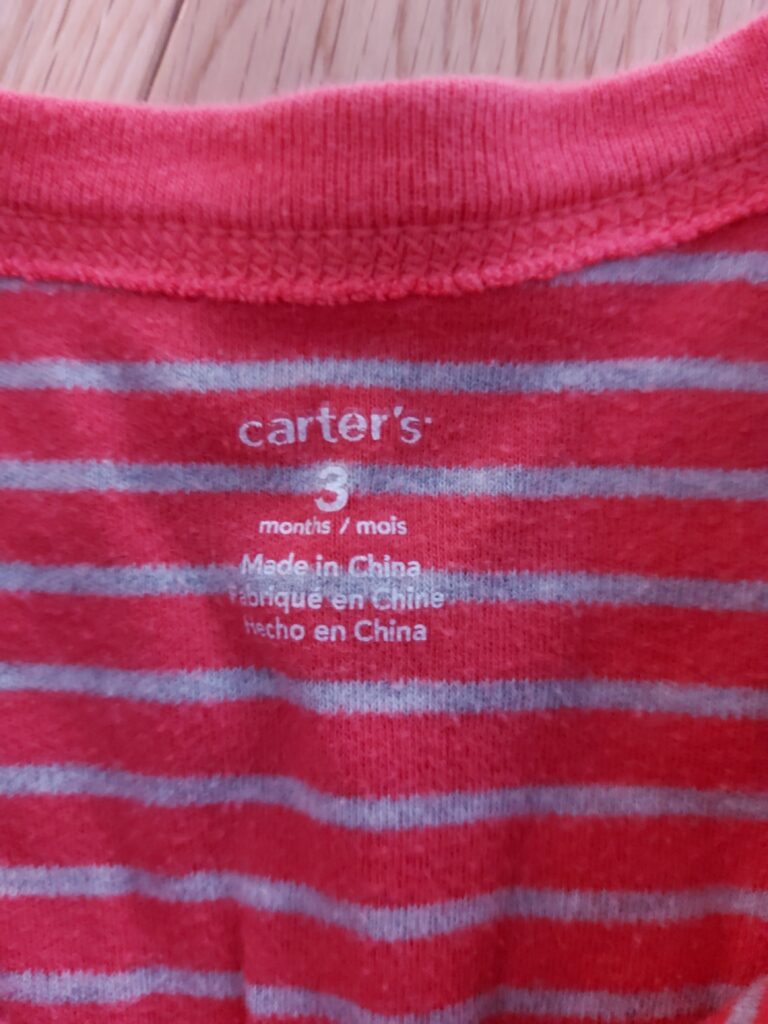 carter's
3
months / mois
Made in China
Fabriqué en Chine
Hecho en China